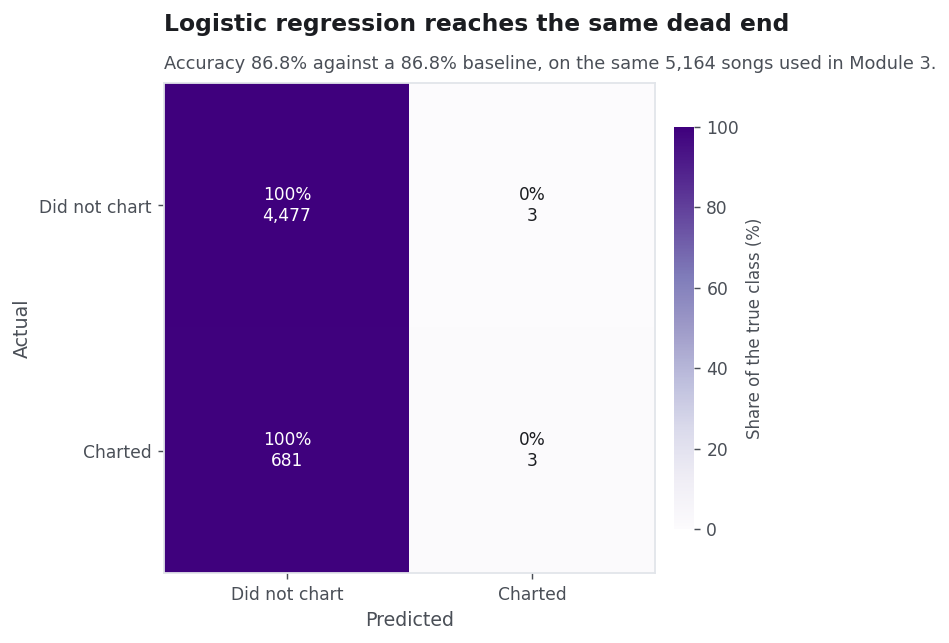 Logistic regression reaches the same dead end
Accuracy 86.8% against a 86.8% baseline, on the same 5,164 songs used in Module 3.
100%
4,477
0%
3
Did not chart
100%
681
0%
3
Charted
Actual
Did not chart
Charted
Predicted
100
80
60
40
20
0
Share of the true class (%)